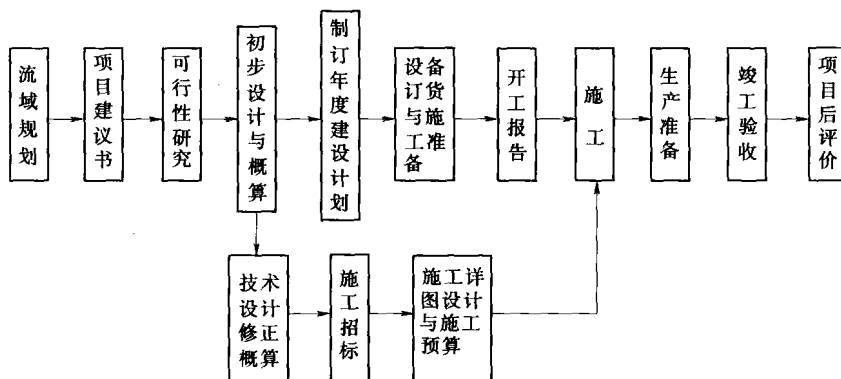 流域规划
项目建议书
可行性研究
初步设计与概算
制订年度建设计划
设备
订货
与施
工准
备
开工报告
施工
生产准备
竣工验收
项目后评价
技术
设计
修正
概算
施工招标
施工详
图设计
与施工
预算